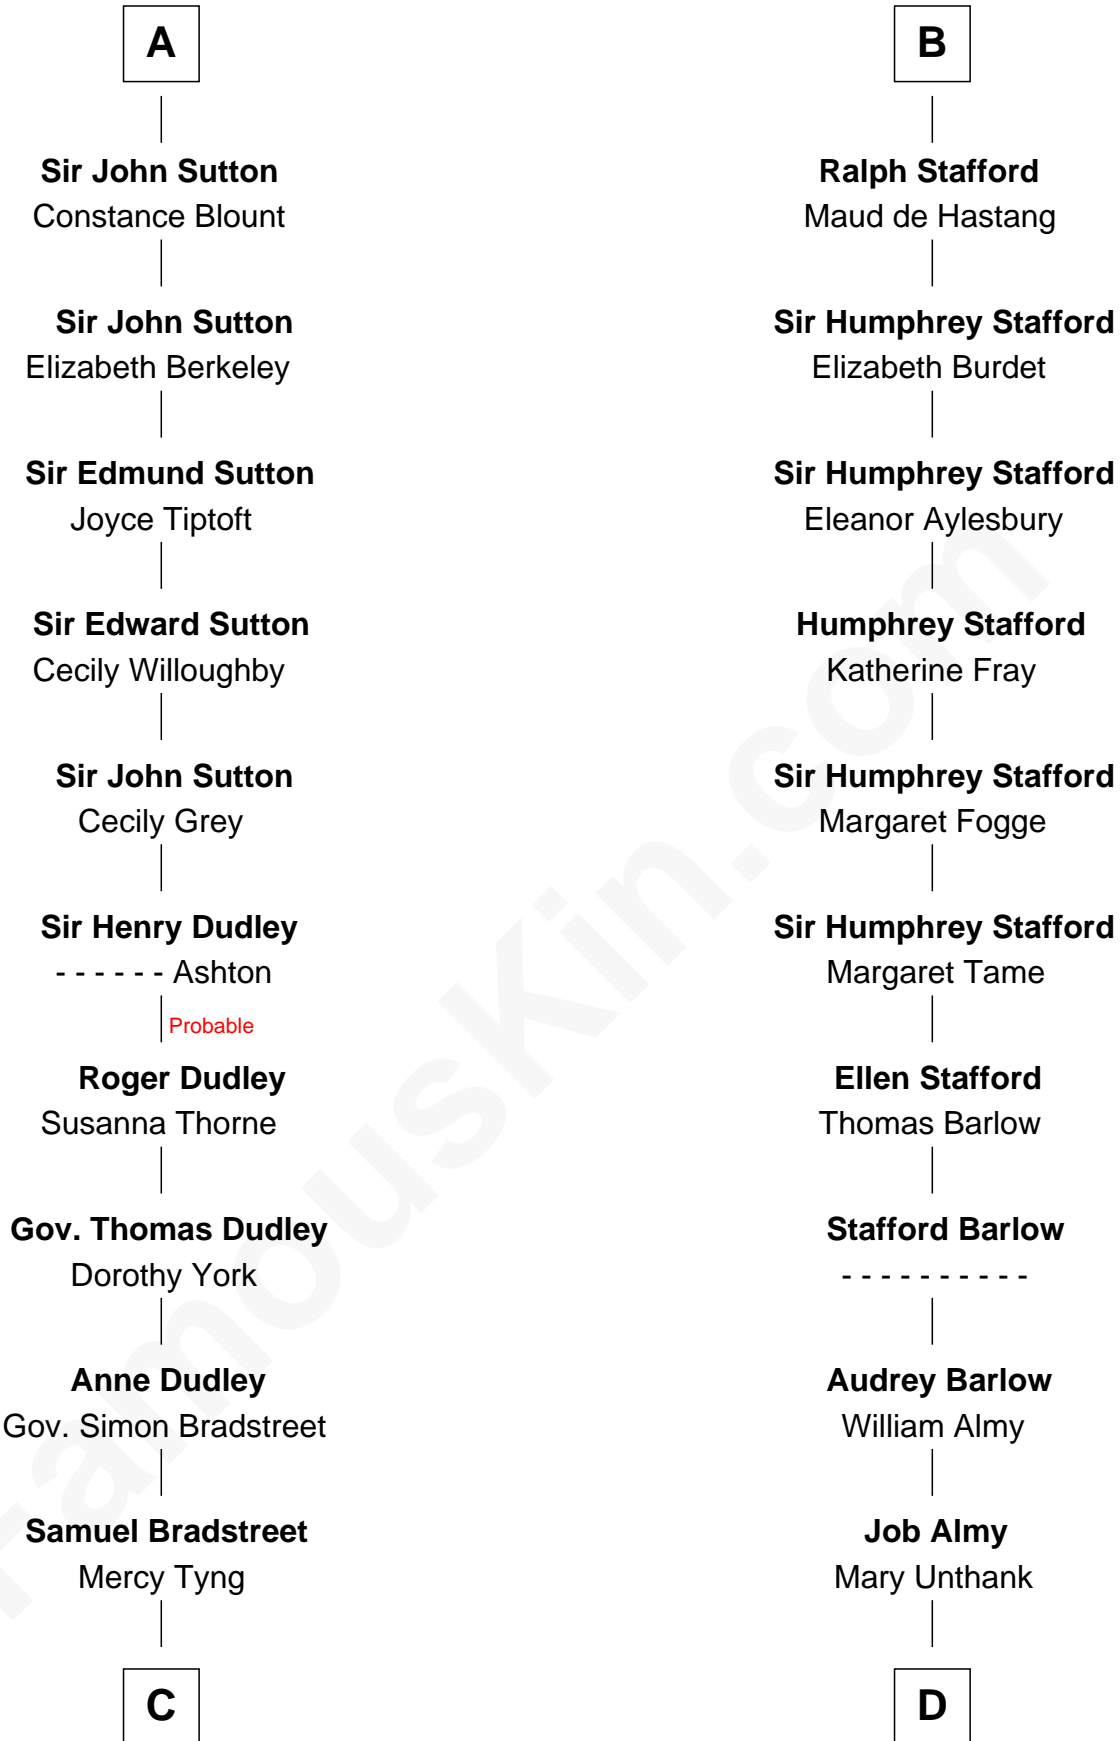 A
Sir John Sutton
Constance Blount
Sir John Sutton
Elizabeth Berkeley
Sir Edmund Sutton
Joyce Tiptoft
Sir Edward Sutton
Cecily Willoughby
Sir John Sutton
Cecily Grey
Sir Henry Dudley
- - - - - - Ashton
Probable
Roger Dudley
Susanna Thorne
Gov. Thomas Dudley
Dorothy York
Anne Dudley
Gov. Simon Bradstreet
Samuel Bradstreet
Mercy Tyng
C
B
Ralph Stafford
Maud de Hastang
Sir Humphrey Stafford
Elizabeth Burdet
Sir Humphrey Stafford
Eleanor Aylesbury
Humphrey Stafford
Katherine Fray
Sir Humphrey Stafford
Margaret Fogge
Sir Humphrey Stafford
Margaret Tame
Ellen Stafford
Thomas Barlow
Stafford Barlow
- - - - - - - - - -
Audrey Barlow
William Almy
Job Almy
Mary Unthank
D
FamousKin.com